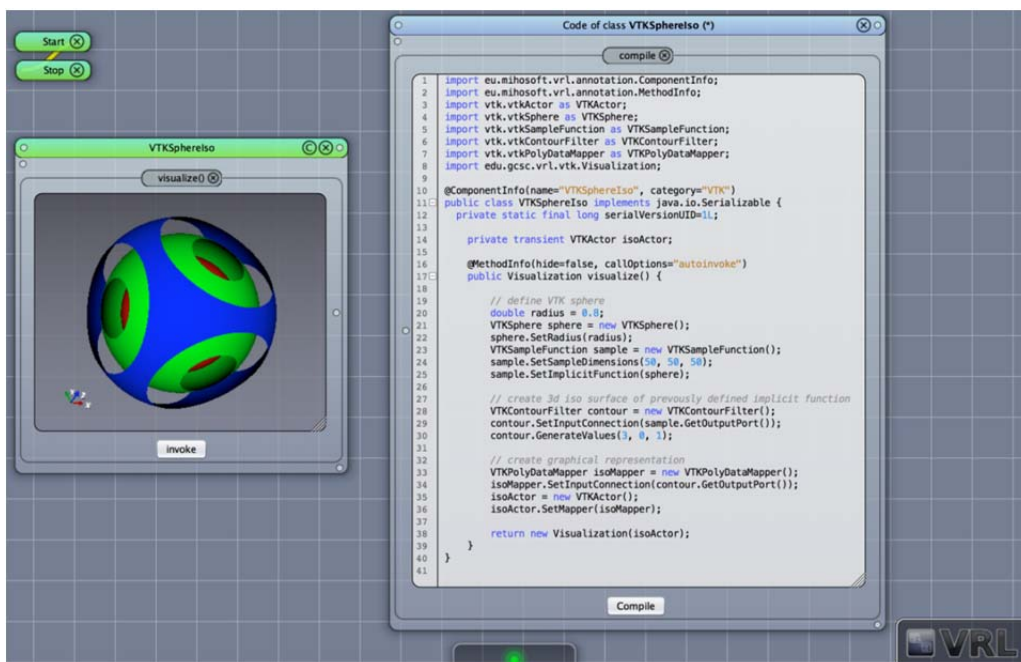 Start
Stop
VTKSphereIso
visualize()
invoke
Code of class VTKSphereIso (*)
compile
1 import eu.mihosoft.vrl.annotation.ComponentInfo;
2 import eu.mihosoft.vrl.annotation.MethodInfo;
3 import vtk.vtkActor as VTKActor;
4 import vtk.vtkSphere as VTKSphere;
5 import vtk.vtkSampleFunction as VTKSampleFunction;
6 import vtk.vtkContourFilter as VTKContourFilter;
7 import vtk.vtkPolyDataMapper as VTKPolyDataMapper;
8 import edu.gcsc.vrl.vtk.Visualization;
9
10 @ComponentInfo(name="VTKSphereIso", category="VTK")
11 public class VTKSphereIso implements java.io.Serializable {
12 private static final long serialVersionUID=1L;
13
14 private transient VTKActor isoActor;
15
16 @MethodInfo(hide=false, callOptions="autoinvoke")
17 public Visualization visualize() {
18
19 // define VTK sphere
20 double radius = 0.8;
21 VTKSphere sphere = new VTKSphere();
22 sphere.SetRadius(radius);
23 VTKSampleFunction sample = new VTKSampleFunction();
24 sample.SetSampleDimensions(50, 50, 50);
25 sample.SetImplicitFunction(sphere);
26
27 // create 3d iso surface of prevously defined implicit function
28 VTKContourFilter contour = new VTKContourFilter();
29 contour.SetInputConnection(sample.GetOutputPort());
30 contour.GenerateValues(3, 0, 1);
31
32 // create graphical representation
33 VTKPolyDataMapper isoMapper = new VTKPolyDataMapper();
34 isoMapper.SetInputConnection(contour.GetOutputPort());
35 isoActor = new VTKActor();
36 isoActor.SetMapper(isoMapper);
37
38 return new Visualization(isoActor);
39 }
40 }
41
Compile
VRL